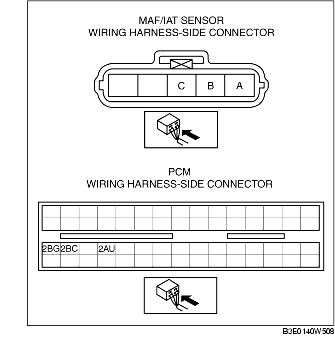 MAF/IAT SENSOR
WIRING HARNESS-SIDE CONNECTOR
C B A
PCM
WIRING HARNESS-SIDE CONNECTOR
2BG 2BC 2AU
B3E0140W508